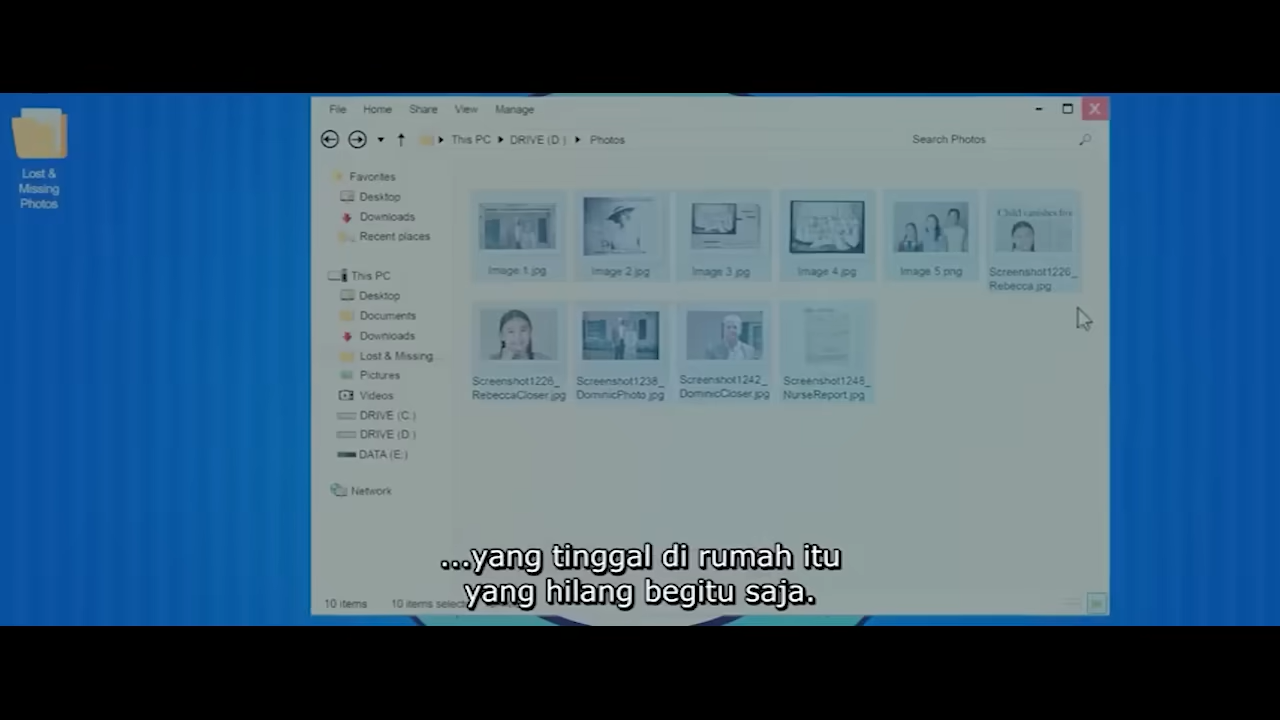 Lost &
Missing
Photos
File Home Share View Manage
This PC DRIVE (D:) Photos
Search Photos
Favorites
Desktop
Downloads
Recent places
This PC
Desktop
Documents
Downloads
Lost & Missing
Pictures
Videos
DRIVE (C:)
DRIVE (D:)
DATA (E:)
Network
Image 1.jpg Image 2.jpg Image 3.jpg Image 4.jpg Image 5.png Screenshot1226_
Rebecca.jpg
Child vanishes
Screenshot1226_ Screenshot1238_ Screenshot1242_ Screenshot1248_
RebeccaCloser.jpg DominicPhoto.jpg DominicCloser.jpg NurseReport.jpg
...yang tinggal di rumah itu
yang hilang begitu saja.
10 items 10 items